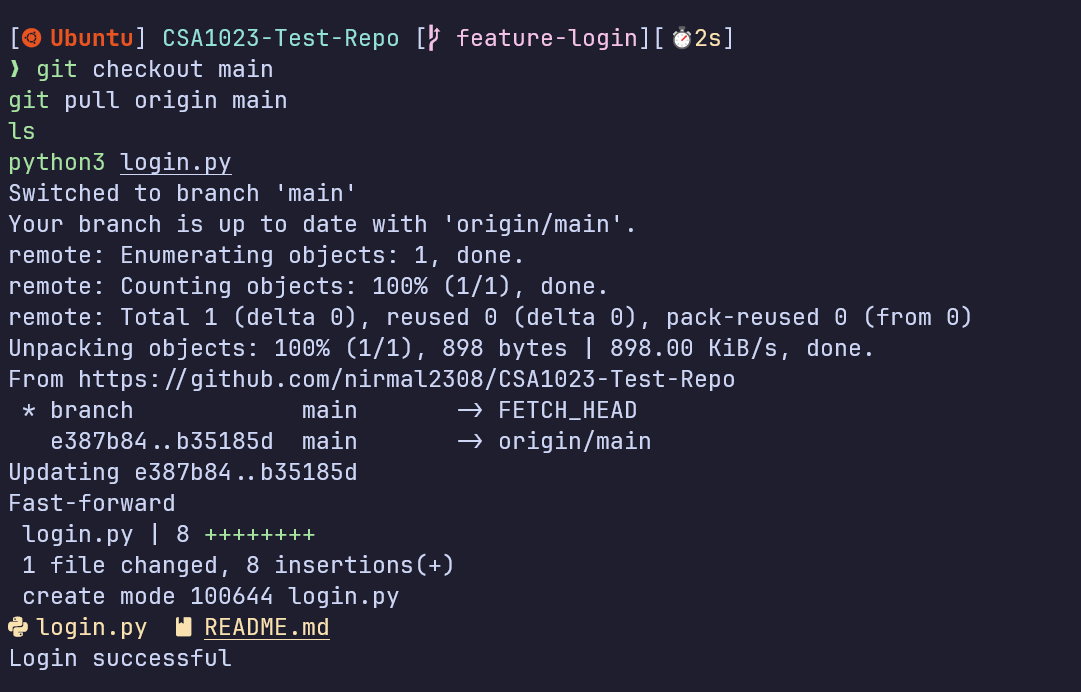 [Ubuntu] CSA1023-Test-Repo [feature-login][2s]
❯ git checkout main
git pull origin main
ls
python3 login.py
Switched to branch 'main'
Your branch is up to date with 'origin/main'.
remote: Enumerating objects: 1, done.
remote: Counting objects: 100% (1/1), done.
remote: Total 1 (delta 0), reused 0 (delta 0), pack-reused 0 (from 0)
Unpacking objects: 100% (1/1), 898 bytes | 898.00 KiB/s, done.
From https://github.com/nirmal2308/CSA1023-Test-Repo
 * branch            main       -> FETCH_HEAD
   e387b84..b35185d  main       -> origin/main
Updating e387b84..b35185d
Fast-forward
 login.py | 8 ++++++++
 1 file changed, 8 insertions(+)
 create mode 100644 login.py
login.py  README.md
Login successful